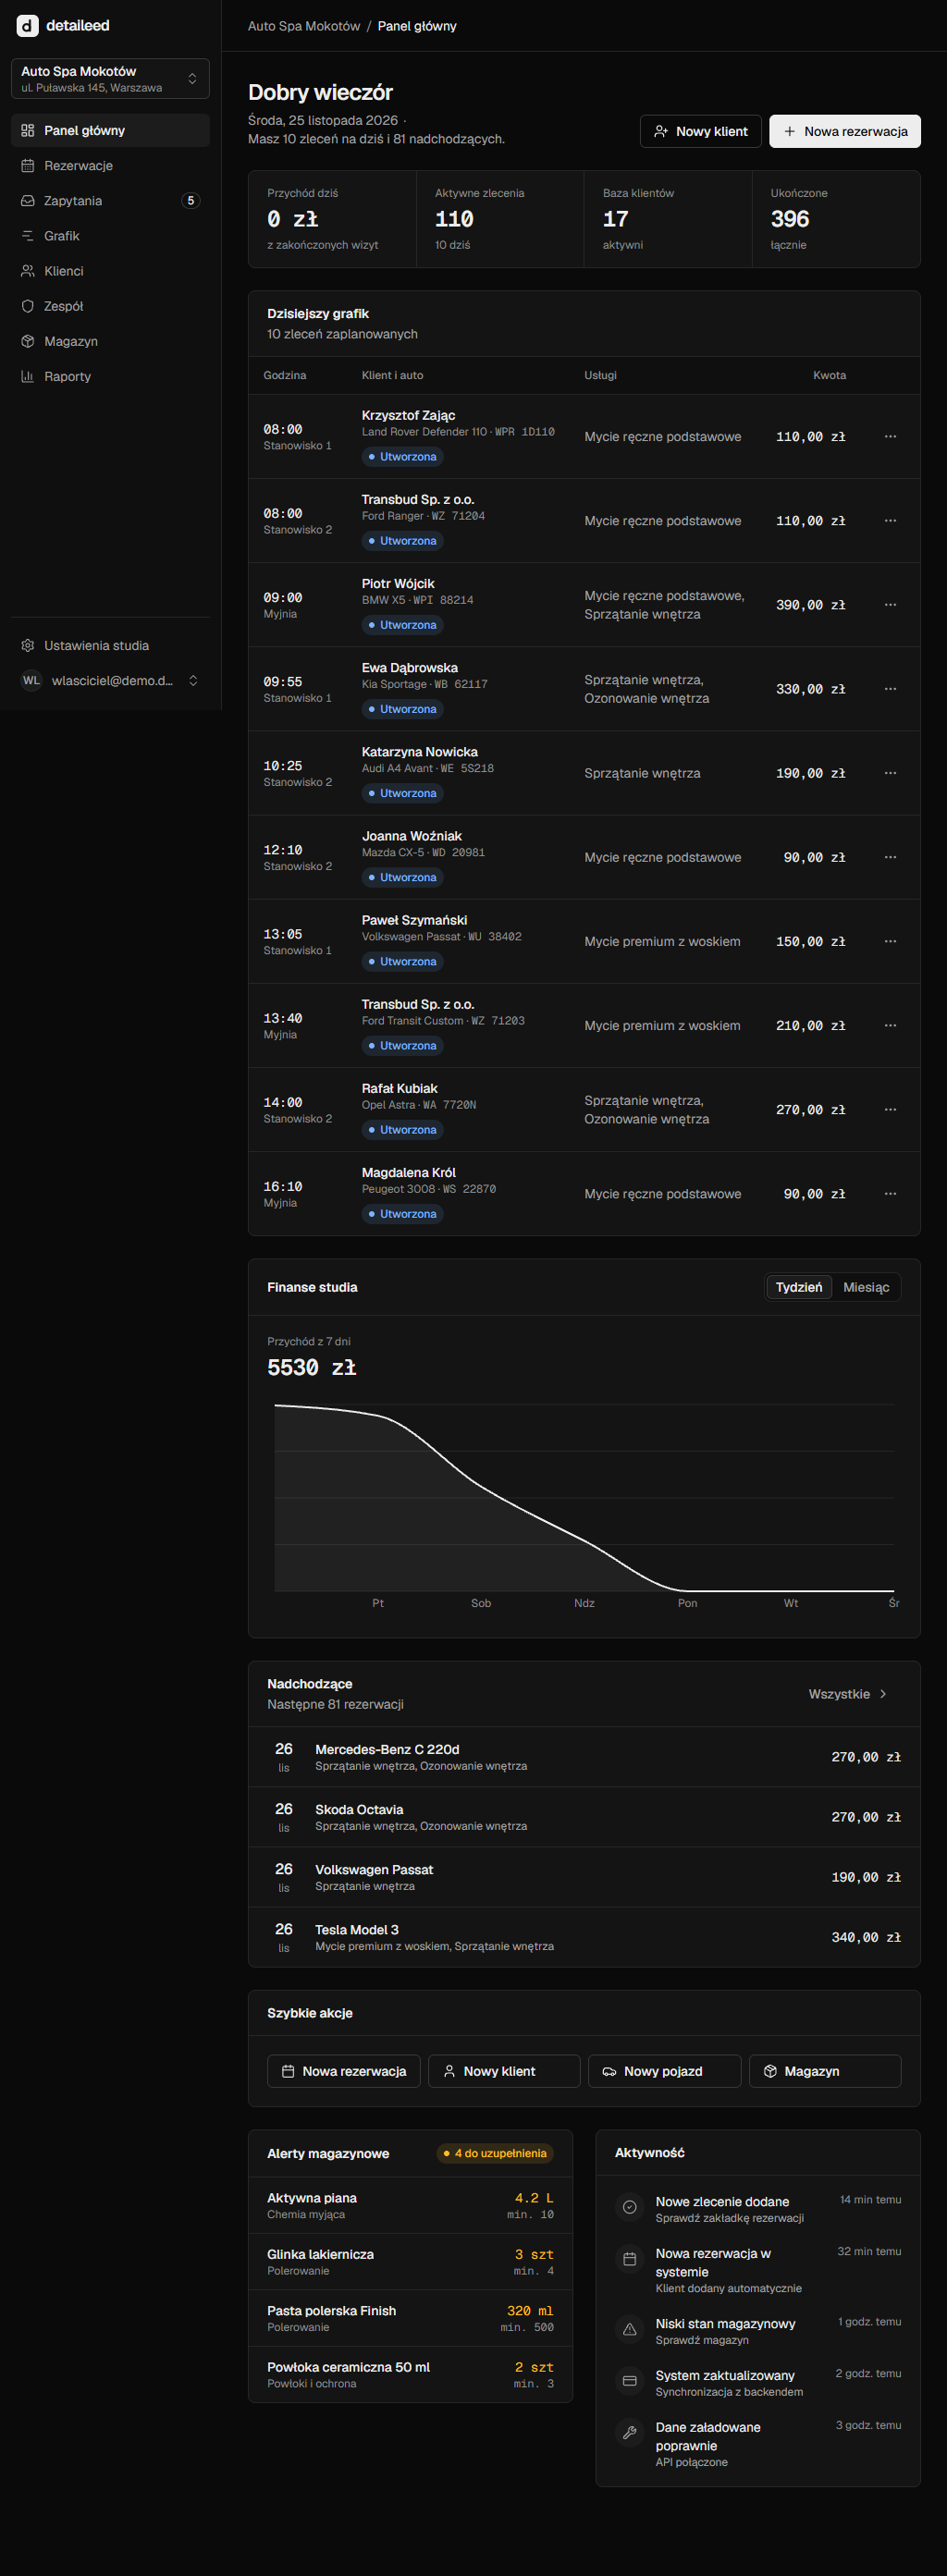 d detaileed
Auto Spa Mokotów
ul. Puławska 145, Warszawa
Panel główny
Rezerwacje
Zapytania 5
Grafik
Klienci
Zespół
Magazyn
Raporty
Ustawienia studia
WL wlasciciel@demo.d...
Auto Spa Mokotów / Panel główny
Dobry wieczór
Środa, 25 listopada 2026 ·
Masz 10 zleceń na dziś i 81 nadchodzących.
Nowy klient
Nowa rezerwacja
Przychód dziś
0 zł
z zakończonych wizyt
Aktywne zlecenia
110
10 dziś
Baza klientów
17
aktywni
Ukończone
396
łącznie
Dzisiejszy grafik
10 zleceń zaplanowanych
Godzina Klient i auto Usługi Kwota
08:00
Stanowisko 1
Krzysztof Zając
Land Rover Defender 110 · WPR 1D110
Utworzona
Mycie ręczne podstawowe
110,00 zł
08:00
Stanowisko 2
Transbud Sp. z o.o.
Ford Ranger · WZ 71204
Utworzona
Mycie ręczne podstawowe
110,00 zł
09:00
Myjnia
Piotr Wójcik
BMW X5 · WPI 88214
Utworzona
Mycie ręczne podstawowe,
Sprzątanie wnętrza
390,00 zł
09:55
Stanowisko 1
Ewa Dąbrowska
Kia Sportage · WB 62117
Utworzona
Sprzątanie wnętrza,
Ozonowanie wnętrza
330,00 zł
10:25
Stanowisko 2
Katarzyna Nowicka
Audi A4 Avant · WE 5S218
Utworzona
Sprzątanie wnętrza
190,00 zł
12:10
Stanowisko 2
Joanna Woźniak
Mazda CX-5 · WD 20981
Utworzona
Mycie ręczne podstawowe
90,00 zł
13:05
Stanowisko 1
Paweł Szymański
Volkswagen Passat · WU 38402
Utworzona
Mycie premium z woskiem
150,00 zł
13:40
Myjnia
Transbud Sp. z o.o.
Ford Transit Custom · WZ 71203
Utworzona
Mycie premium z woskiem
210,00 zł
14:00
Stanowisko 2
Rafał Kubiak
Opel Astra · WA 7720N
Utworzona
Sprzątanie wnętrza,
Ozonowanie wnętrza
270,00 zł
16:10
Myjnia
Magdalena Król
Peugeot 3008 · WS 22870
Utworzona
Mycie ręczne podstawowe
90,00 zł
Finanse studia
Tydzień Miesiąc
Przychód z 7 dni
5530 zł
Pt Sob Ndz Pon Wt Śr
Nadchodzące
Następne 81 rezerwacji
Wszystkie
26
lis
Mercedes-Benz C 220d
Sprzątanie wnętrza, Ozonowanie wnętrza
270,00 zł
26
lis
Skoda Octavia
Sprzątanie wnętrza, Ozonowanie wnętrza
270,00 zł
26
lis
Volkswagen Passat
Sprzątanie wnętrza
190,00 zł
26
lis
Tesla Model 3
Mycie premium z woskiem, Sprzątanie wnętrza
340,00 zł
Szybkie akcje
Nowa rezerwacja
Nowy klient
Nowy pojazd
Magazyn
Alerty magazynowe
4 do uzupełnienia
Aktywna piana 4.2 L
Chemia myjąca min. 10
Glinka lakiernicza 3 szt
Polerowanie min. 4
Pasta polerska Finish 320 ml
Polerowanie min. 500
Powłoka ceramiczna 50 ml 2 szt
Powłoki i ochrona min. 3
Aktywność
Nowe zlecenie dodane 14 min temu
Sprawdź zakładkę rezerwacji
Nowa rezerwacja w 32 min temu
systemie
Klient dodany automatycznie
Niski stan magazynowy 1 godz. temu
Sprawdź magazyn
System zaktualizowany 2 godz. temu
Synchronizacja z backendem
Dane załadowane 3 godz. temu
poprawnie
API połączone